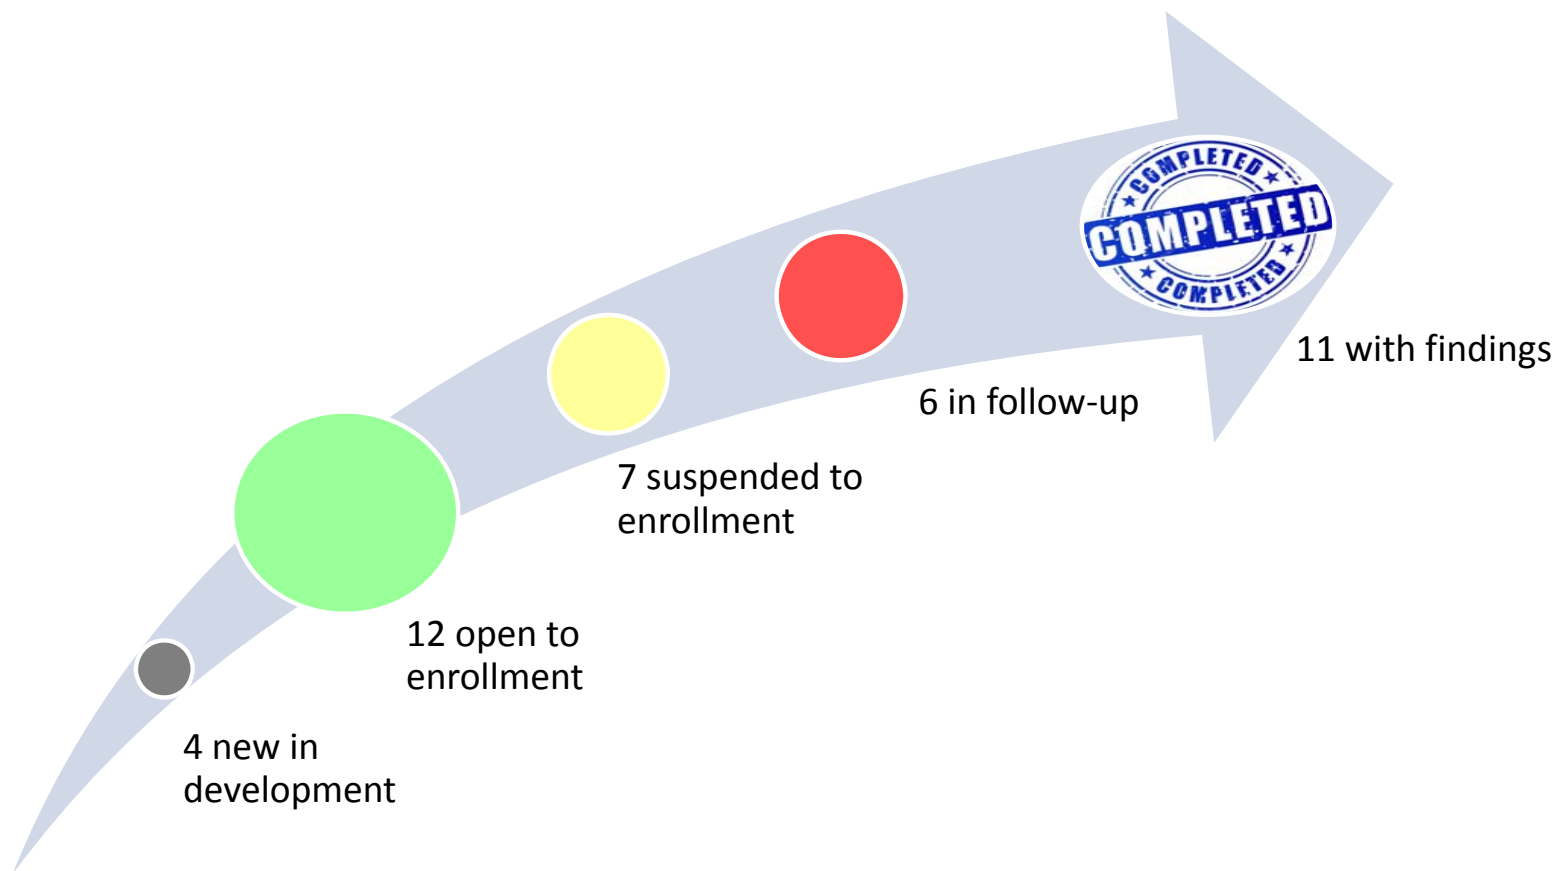 COMPLETED
COMPLETED
COMPLETED
11 with findings
6 in follow-up
7 suspended to
enrollment
12 open to
enrollment
4 new in
development